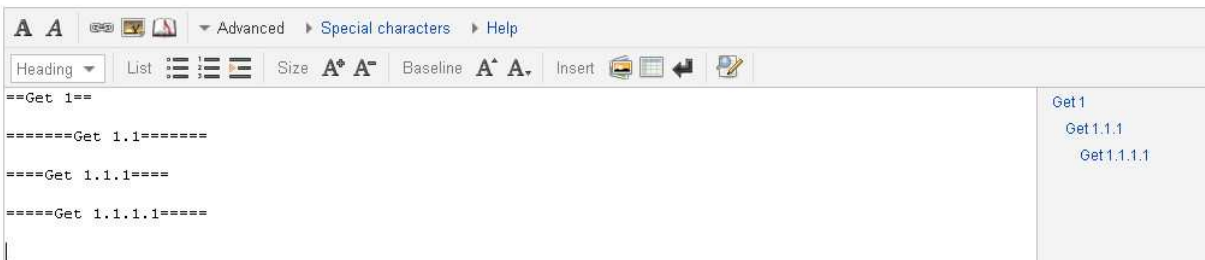 A A Advanced Special characters Help
Heading List Size A A Baseline A A Insert
==Get 1==
=======Get 1.1=======
====Get 1.1.1====
=====Get 1.1.1.1=====
Get 1
Get 1.1.1
Get 1.1.1.1